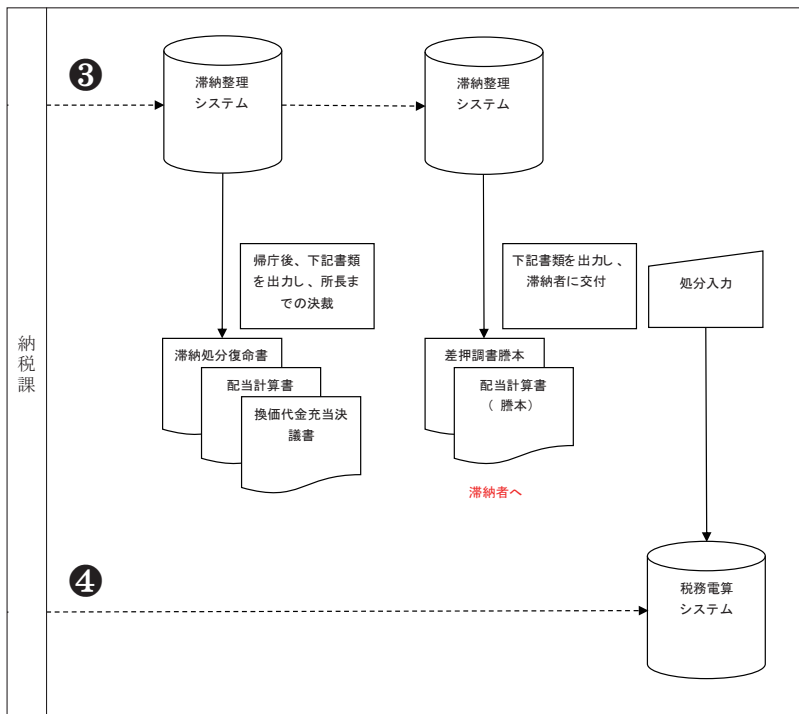 納税課
❸
滞納整理
システム
滞納整理
システム
帰庁後、下記書類
を出力し、所長ま
での決裁
下記書類を出力し、
滞納者に交付
処分入力
滞納処分復命書
配当計算書
換価代金充当決
議書
差押調書謄本
配当計算書
（ 謄本）
滞納者へ
❹
税務電算
システム